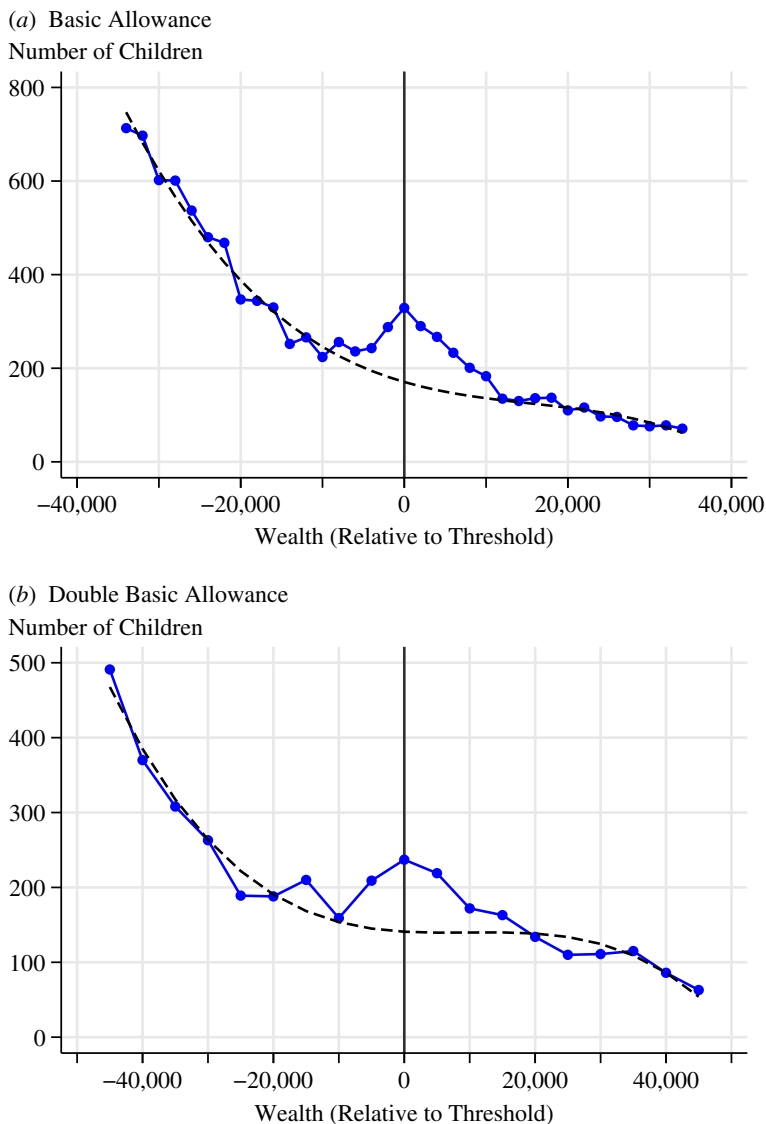 (a) Basic Allowance
Number of Children
800
600
400
200
0
−40,000 −20,000 0 20,000 40,000
Wealth (Relative to Threshold)
(b) Double Basic Allowance
Number of Children
500
400
300
200
100
0
−40,000 −20,000 0 20,000 40,000
Wealth (Relative to Threshold)